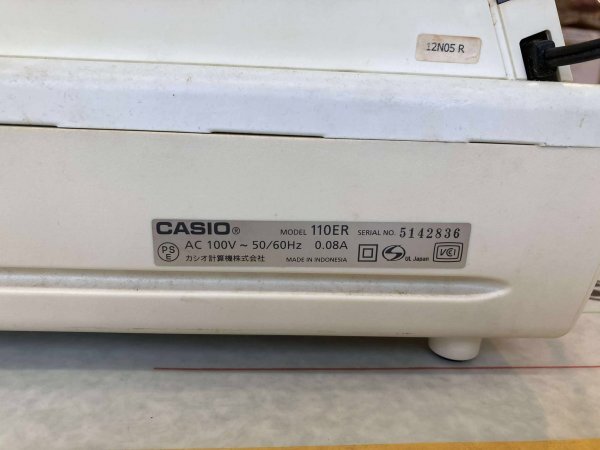 12N05 R
CASIO® MODEL 110ER SERIAL NO. 5142836
PSE AC 100V ~ 50/60Hz 0.08A
カシオ計算機株式会社 MADE IN INDONESIA
S UL Japan VCI